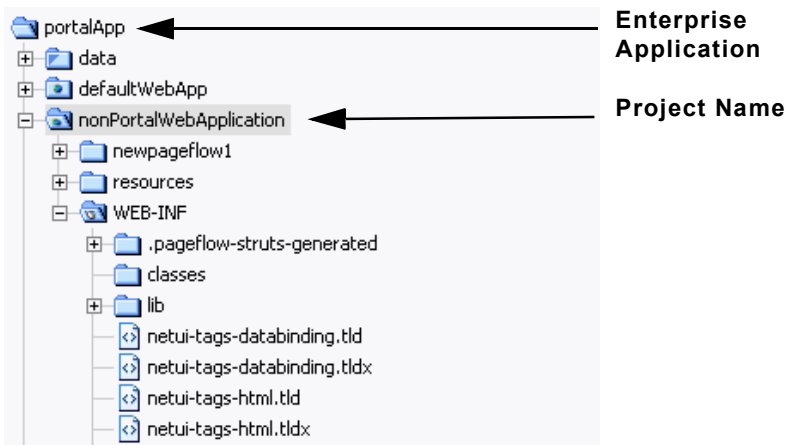 portalApp
Enterprise
Application
data
defaultWebApp
nonPortalWebApplication
Project Name
newpageflow1
resources
WEB-INF
.pageflow-struts-generated
classes
lib
netui-tags-databinding.tld
netui-tags-databinding.tldx
netui-tags-html.tld
netui-tags-html.tldx